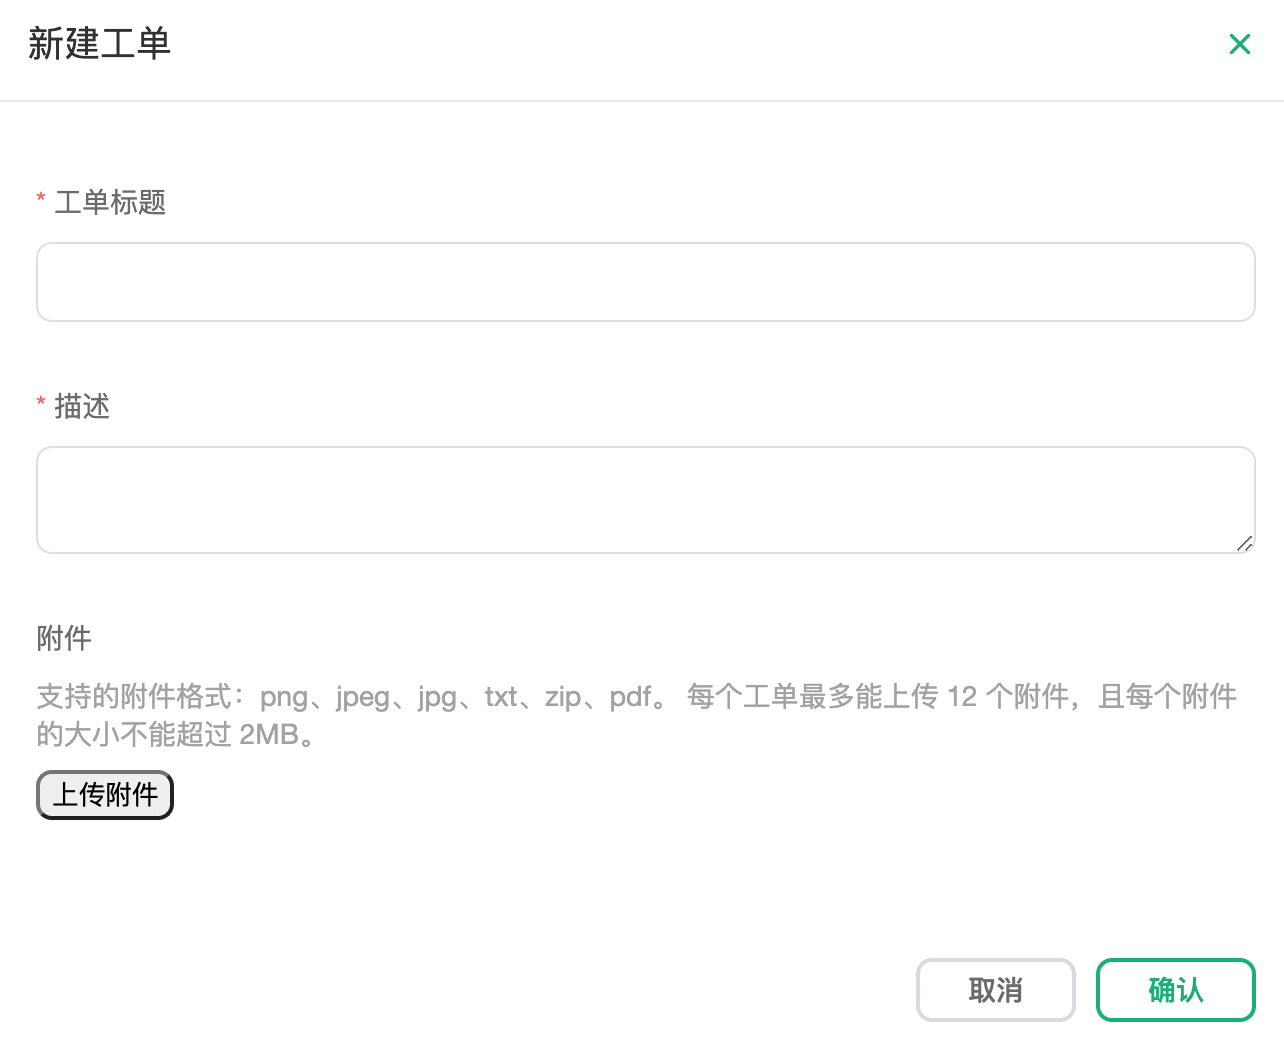 新建工单
* 工单标题
* 描述
附件
支持的附件格式：png、jpeg、jpg、txt、zip、pdf。 每个工单最多能上传 12 个附件，且每个附件
的大小不能超过 2MB。
上传附件
取消
确认